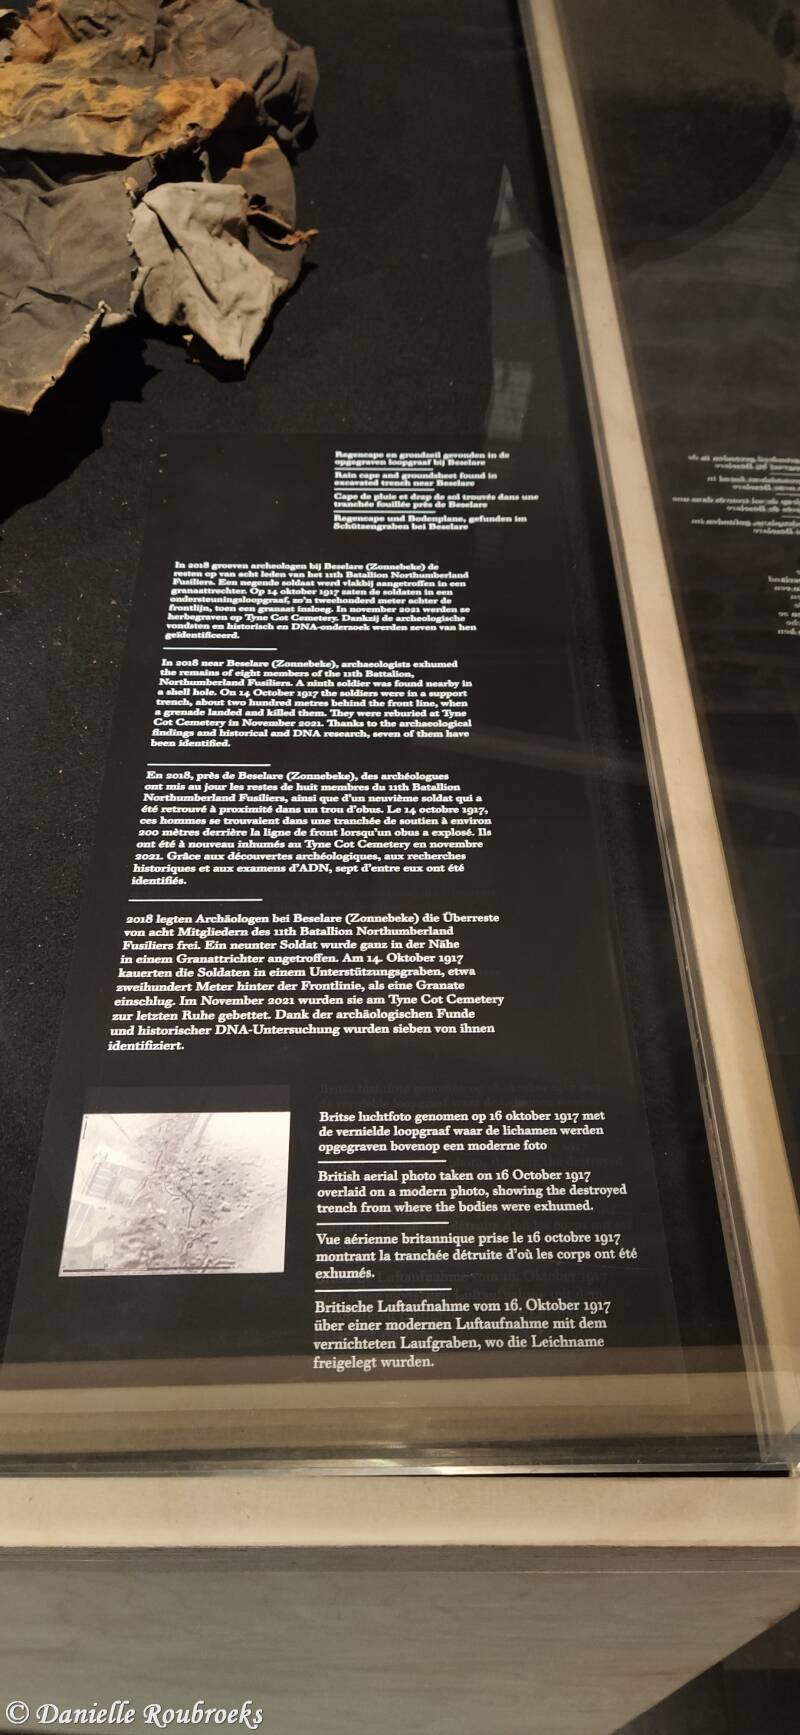 Regencape en grondzeil gevonden in de
opgegraven loopgraaf bij Beselare
Rain cape and groundsheet found in
excavated trench near Beselare
Cape de pluie et drap de sol trouvés dans une
tranchée fouillée près de Beselare
Regencape und Bodenplane, gefunden im
Schützengraben bei Beselare
In 2018 groeven archeologen bij Beselare (Zonnebeke) de
resten op van acht leden van het 11th Batallion Northumberland
Fusiliers. Een negende soldaat werd vlakbij aangetroffen in een
granaattrechter. Op 14 oktober 1917 zaten de soldaten in een
ondersteuningsloopgraaf, zo'n tweehonderd meter achter de
frontlijn, toen een granaat insloeg. In november 2021 werden ze
herbegraven op Tyne Cot Cemetery. Dankzij de archeologische
vondsten en historisch en DNA-onderzoek werden zeven van hen
geïdentificeerd.
In 2018 near Beselare (Zonnebeke), archaeologists exhumed
the remains of eight members of the 11th Battalion,
Northumberland Fusiliers. A ninth soldier was found nearby in
a shell hole. On 14 October 1917 the soldiers were in a support
trench, about two hundred metres behind the front line, when
a grenade landed and killed them. They were reburied at Tyne
Cot Cemetery in November 2021. Thanks to the archaeological
findings and historical and DNA research, seven of them have
been identified.
En 2018, près de Beselare (Zonnebeke), des archéologues
ont mis au jour les restes de huit membres du 11th Batallion
Northumberland Fusiliers, ainsi que d'un neuvième soldat qui a
été retrouvé à proximité dans un trou d'obus. Le 14 octobre 1917,
ces hommes se trouvaient dans une tranchée de soutien à environ
200 mètres derrière la ligne de front lorsqu'un obus a explosé. Ils
ont été à nouveau inhumés au Tyne Cot Cemetery en novembre
2021. Grâce aux découvertes archéologiques, aux recherches
historiques et aux examens d'ADN, sept d'entre eux ont été
identifiés.
2018 legten Archäologen bei Beselare (Zonnebeke) die Überreste
von acht Mitgliedern des 11th Batallion Northumberland
Fusiliers frei. Ein neunter Soldat wurde ganz in der Nähe
in einem Granattrichter angetroffen. Am 14. Oktober 1917
kauerten die Soldaten in einem Unterstützungsgraben, etwa
zweihundert Meter hinter der Frontlinie, als eine Granate
einschlug. Im November 2021 wurden sie am Tyne Cot Cemetery
zur letzten Ruhe gebettet. Dank der archäologischen Funde
und historischer DNA-Untersuchung wurden sieben von ihnen
identifiziert.
Britse luchtfoto genomen op 16 oktober 1917 met
de vernielde loopgraaf waar de lichamen werden
opgegraven bovenop een moderne foto
British aerial photo taken on 16 October 1917
overlaid on a modern photo, showing the destroyed
trench from where the bodies were exhumed.
Vue aérienne britannique prise le 16 octobre 1917
montrant la tranchée détruite d'où les corps ont été
exhumés.
Britische Luftaufnahme vom 16. Oktober 1917
über einer modernen Luftaufnahme mit dem
vernichteten Laufgraben, wo die Leichname
freigelegt wurden.
© Danielle Roubroeks